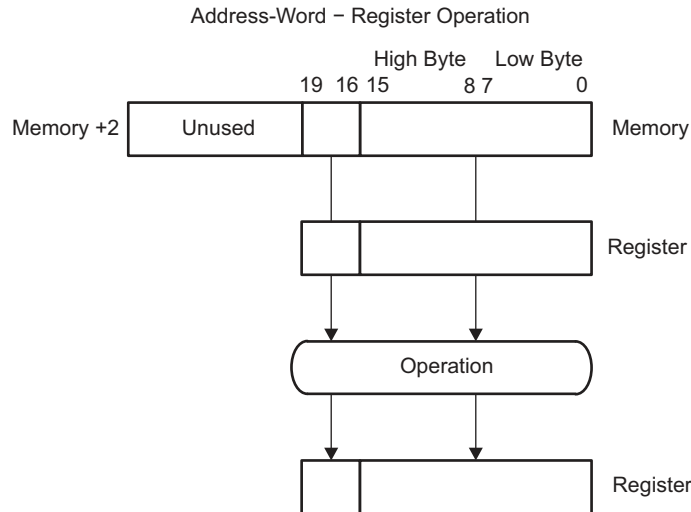 Address-Word − Register Operation
High Byte Low Byte
19 16 15 8 7 0
Memory +2 Unused Memory
Register
Operation
Register